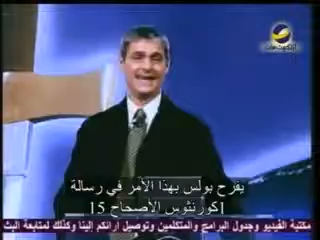 يفرح بولس بهذا الأمر في رسالة
1كورنثوس الأصحاح 15
مكتبة الفيديو وجدول البرامج والمتكلمين وتوصيل ارائكم إلينا وكذلك لمتابعة البث